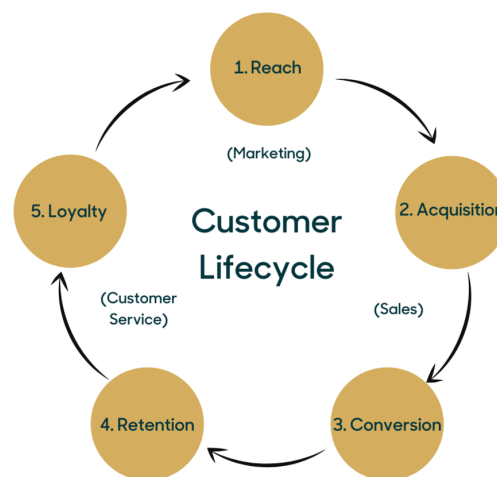 1. Reach
(Marketing)
2. Acquisition
5. Loyalty
Customer
Lifecycle
(Customer
Service)
(Sales)
4. Retention
3. Conversion